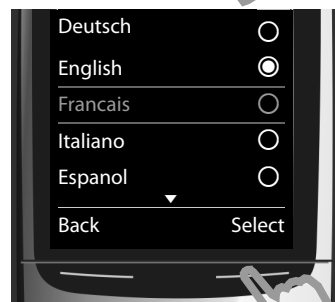 Deutsch
English
Francais
Italiano
Espanol
Back Select